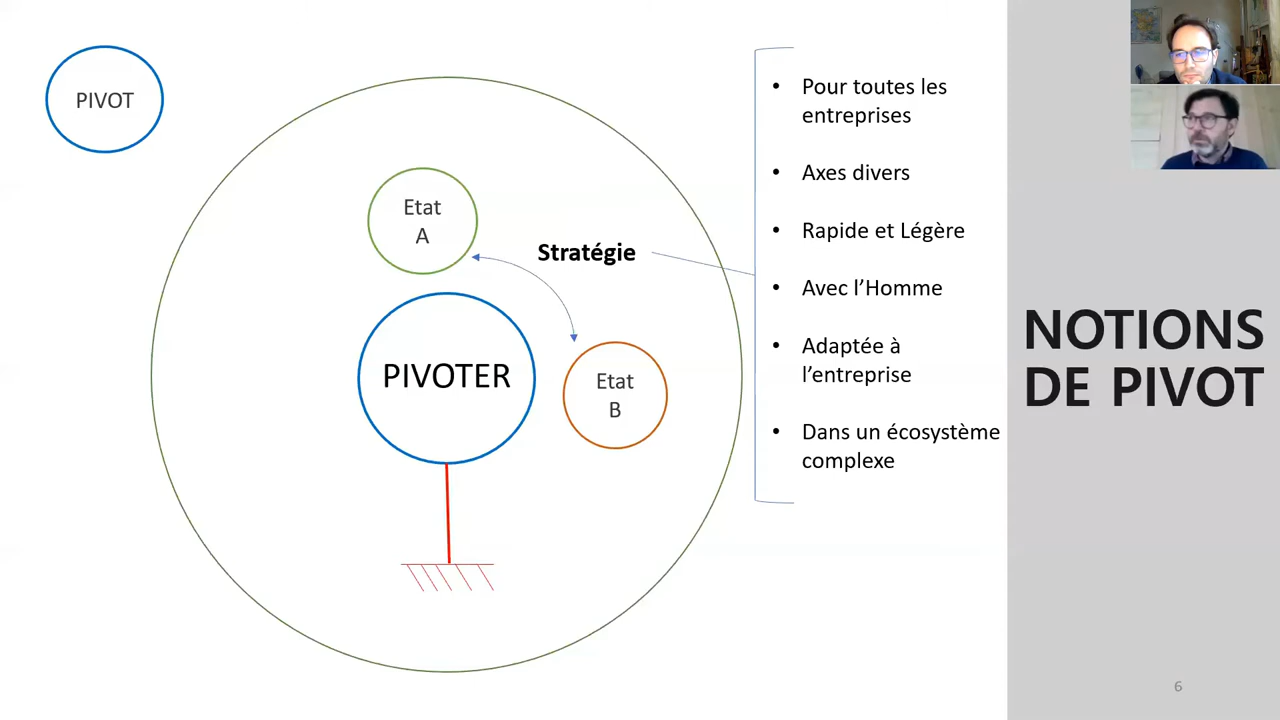 PIVOT
Etat
A
Stratégie
PIVOTER
Etat
B
• Pour toutes les
entreprises
• Axes divers
• Rapide et Légère
• Avec l’Homme
• Adaptée à
l’entreprise
• Dans un écosystème
complexe
NOTIONS
DE PIVOT
6